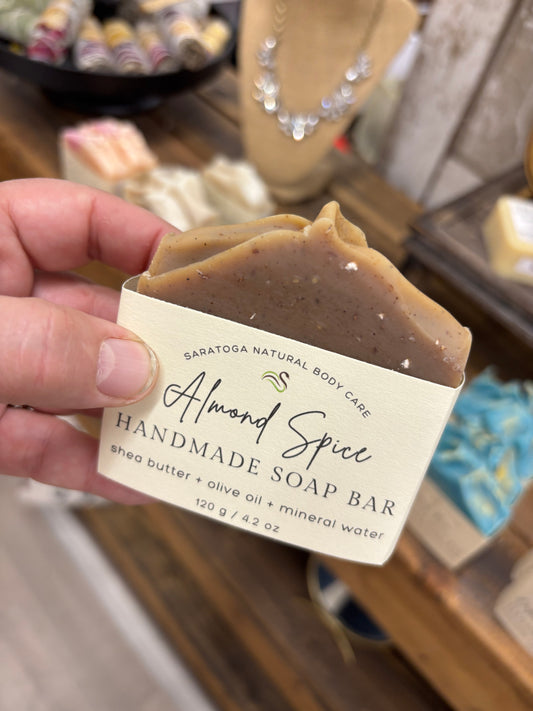 SARATOGA NATURAL BODY CARE
Almond Spice
HANDMADE SOAP BAR
shea butter + olive oil + mineral water
120 g / 4.2 oz